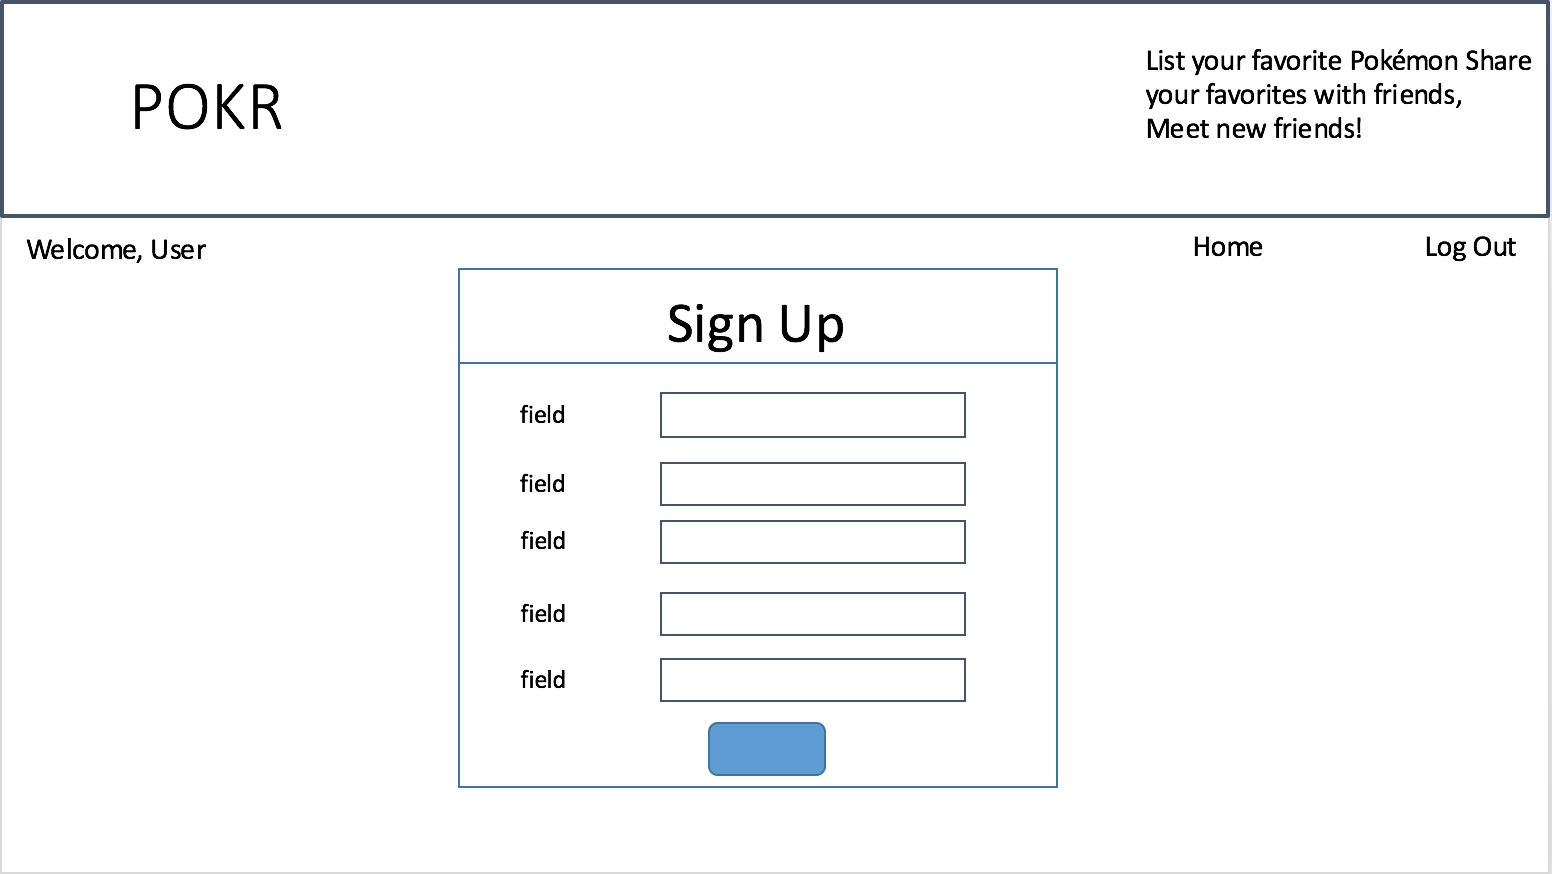 POKR
List your favorite Pokémon Share
your favorites with friends,
Meet new friends!
Welcome, User
Home
Log Out
Sign Up
field
field
field
field
field